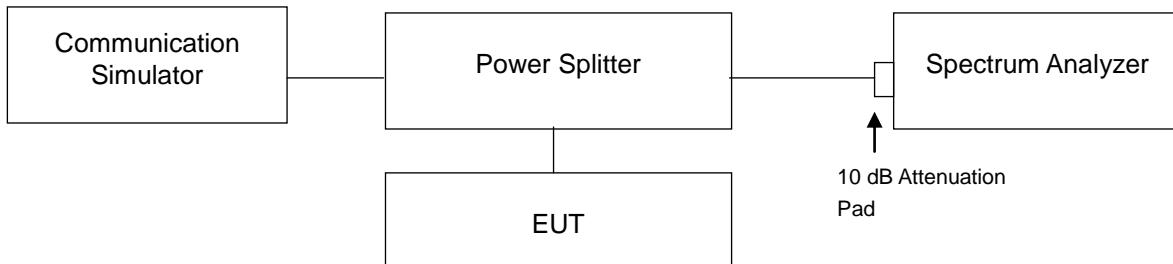 Communication
Simulator
Power Splitter
Spectrum Analyzer
10 dB Attenuation
Pad
EUT